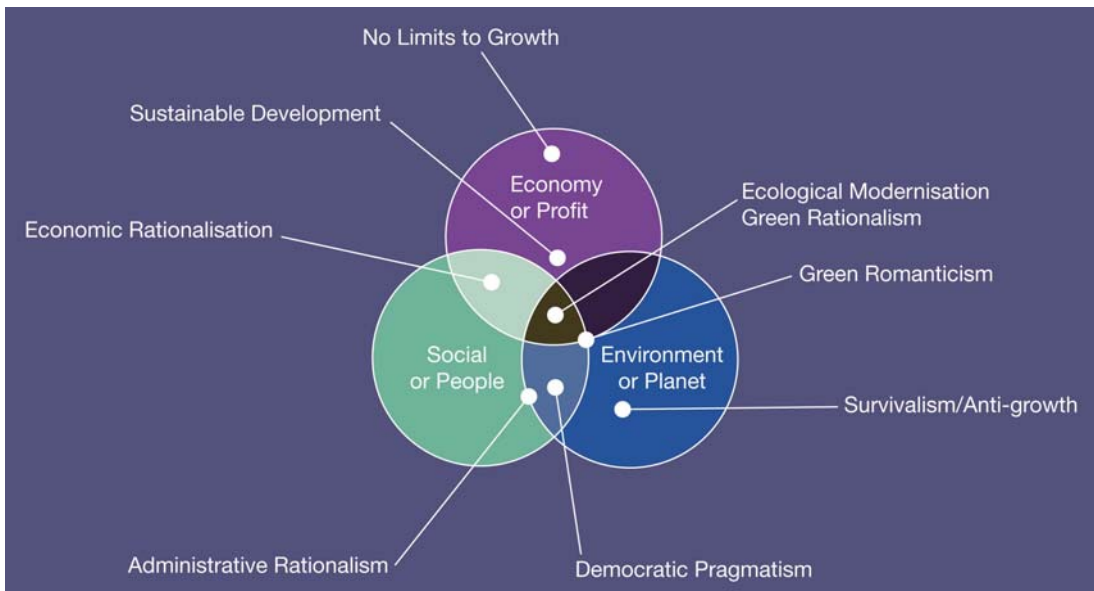 No Limits to Growth
Sustainable Development
Economy
or Profit
Ecological Modernisation
Green Rationalism
Economic Rationalisation
Green Romanticism
Social
or People
Environment
or Planet
Survivalism/Anti-growth
Administrative Rationalism
Democratic Pragmatism